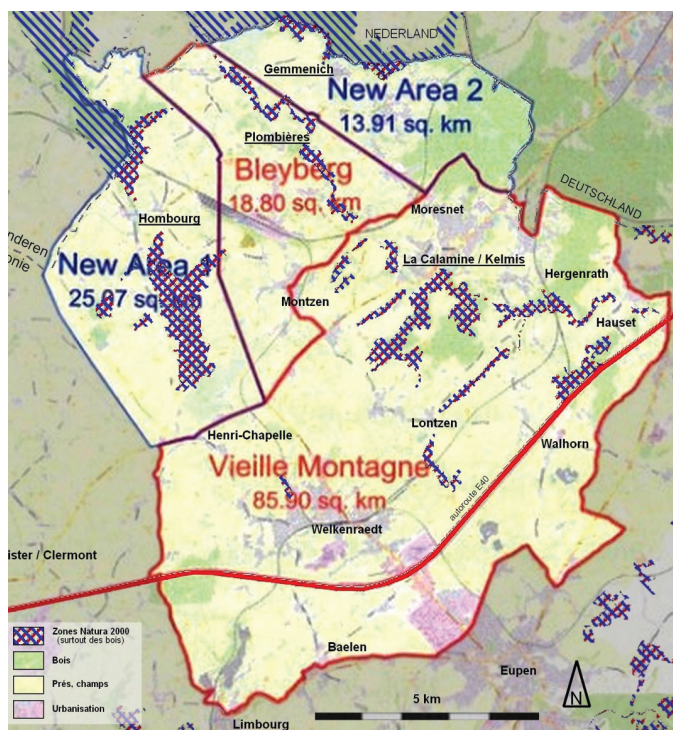 NEDERLAND
Gemmenich
New Area 2
13.91 sq. km
Plombières
Bleyberg
18.80 sq. km
DEUTSCHLAND
Moresnet
Hombourg
anderen
onie
La Calamine / Kelmis
New Area 1
25.07 sq. km
Hergenrath
Montzen
Hauset
Lontzen
Henri-Chapelle
Walhorn
Vieille Montagne
85.90 sq. km
autoroute E40
Welkenraedt
ister / Clermont
Zones Natura 2000
(surtout des bois)
Bois
Prés, champs
Urbanisation
Baelen
Eupen
5 km
N
Limbourg